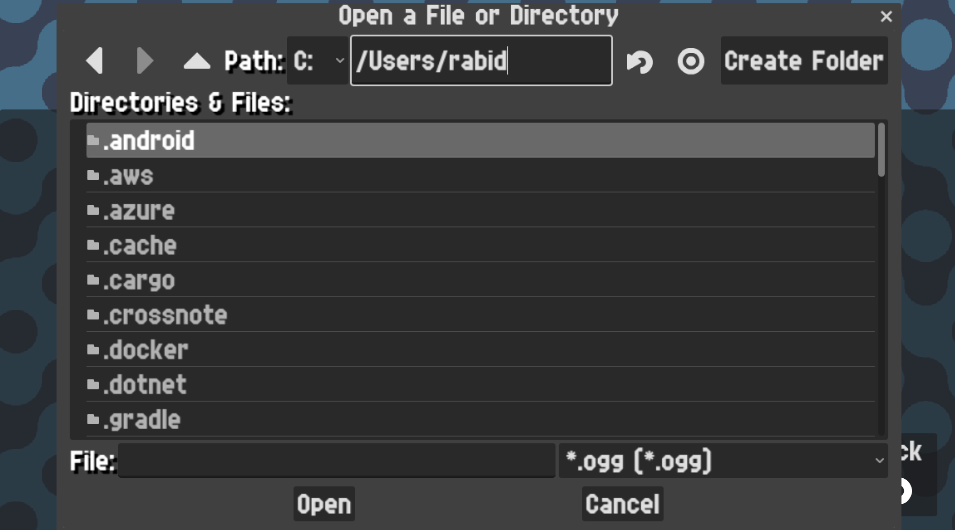 Open a File or Directory
Path: C: /Users/rabid Create Folder
Directories & Files:
.android
.aws
.azure
.cache
.cargo
.crossnote
.docker
.dotnet
.gradle
File: *.ogg (*.ogg)
Open Cancel